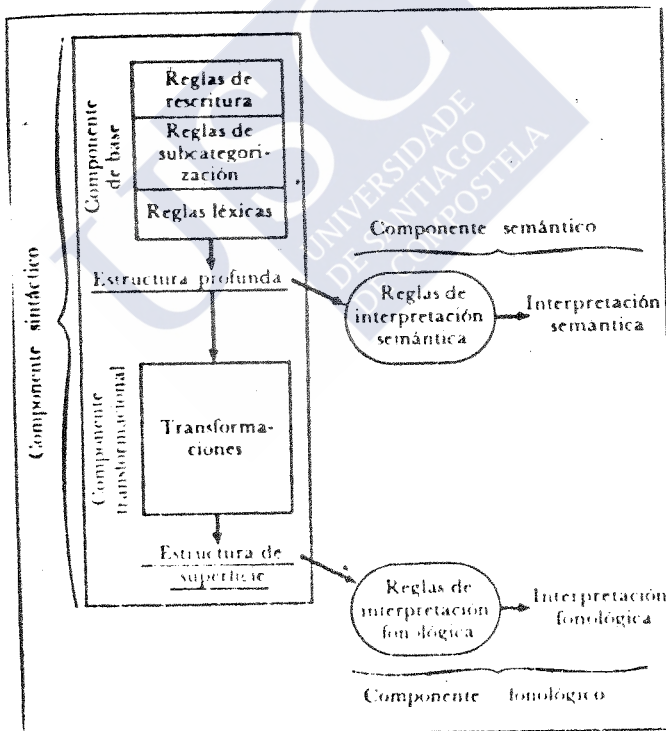 Componente sintáctico
Componente
de base
Reglas de
rescritura
Reglas de
subcategori-
zación
Reglas léxicas
Estructura profunda
Componente semántico
Reglas de
interpretación
semántica
Interpretación
semántica
Componente
transformacional
Transforma-
ciones
Estructura de
superficie
Reglas de
interpretación
fonológica
Interpretación
fonológica
Componente fonológico
USC
UNIVERSIDADE
DE SANTIAGO
DE COMPOSTELA